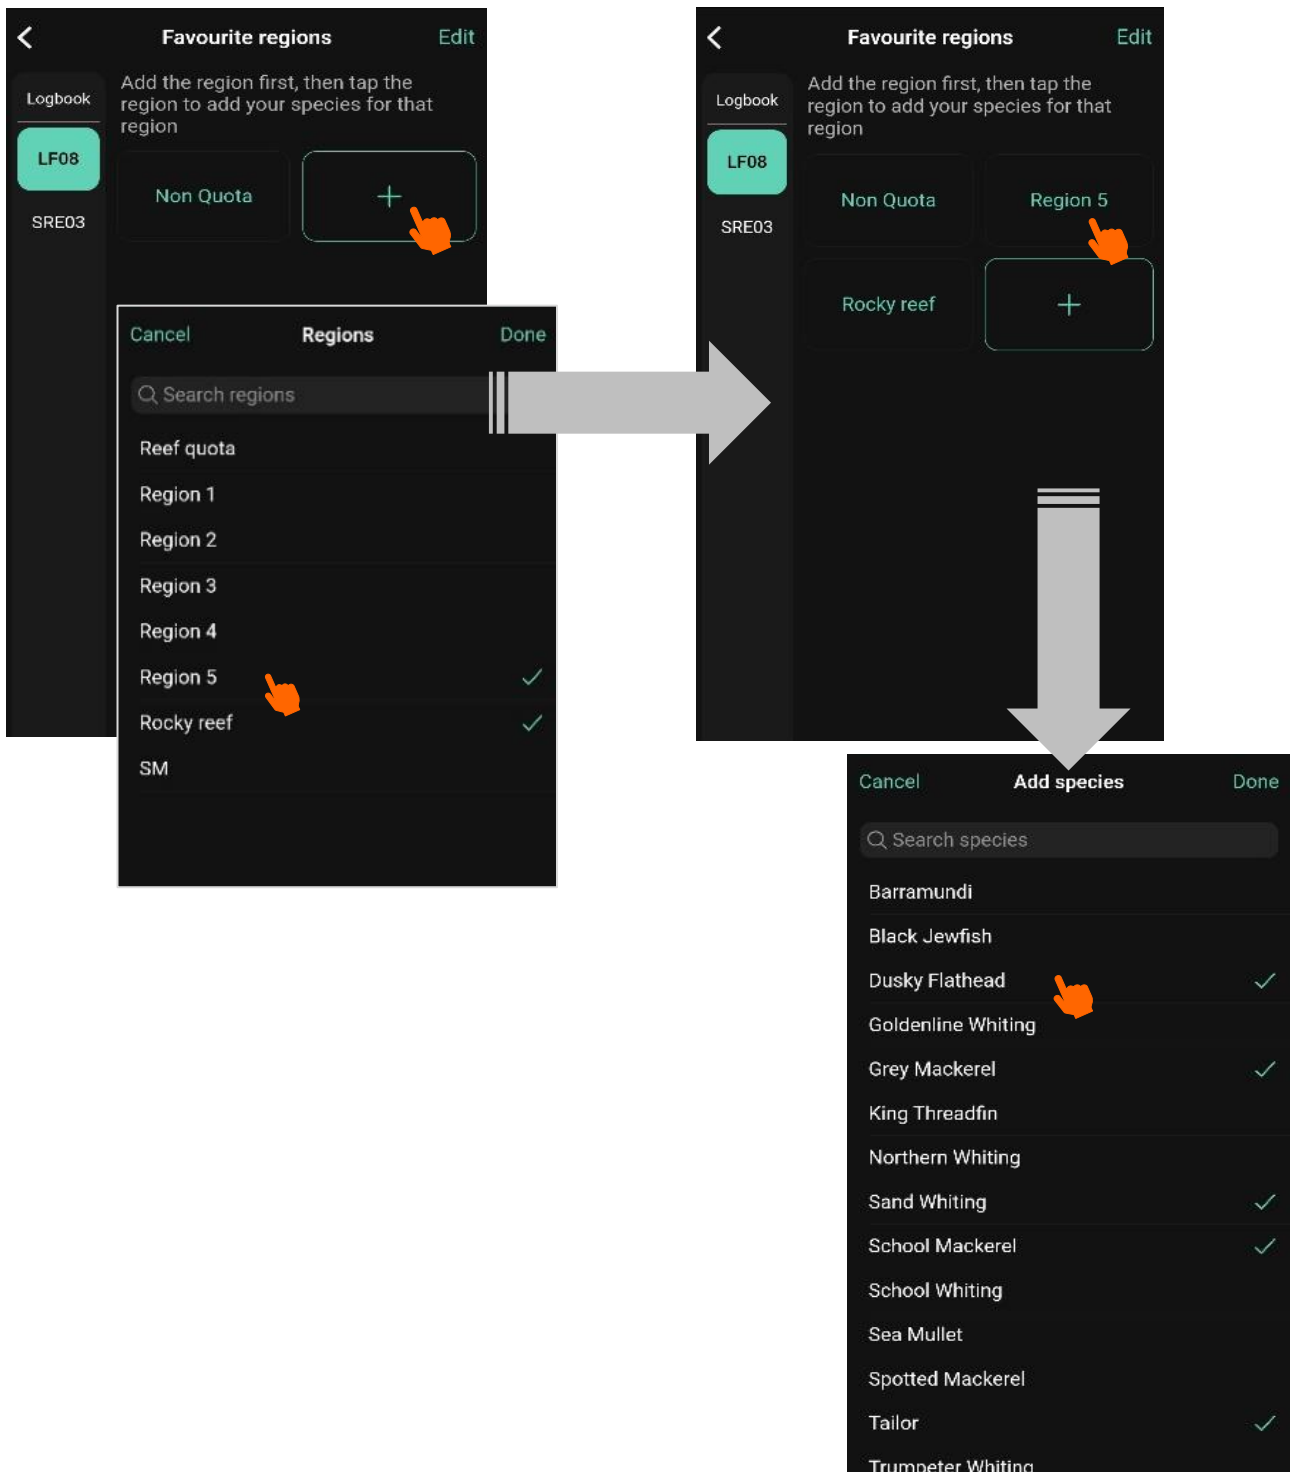 Favourite regions
Edit
Logbook
LF08
SRE03
Add the region first, then tap the
region to add your species for that
region
Non Quota
+
Cancel
Regions
Done
Search regions
Reef quota
Region 1
Region 2
Region 3
Region 4
Region 5
Rocky reef
SM
Favourite regions
Edit
Logbook
LF08
SRE03
Add the region first, then tap the
region to add your species for that
region
Non Quota
Region 5
Rocky reef
+
Cancel
Add species
Done
Search species
Barramundi
Black Jewfish
Dusky Flathead
Goldenline Whiting
Grey Mackerel
King Threadfin
Northern Whiting
Sand Whiting
School Mackerel
School Whiting
Sea Mullet
Spotted Mackerel
Tailor
Trumpeter Whiting